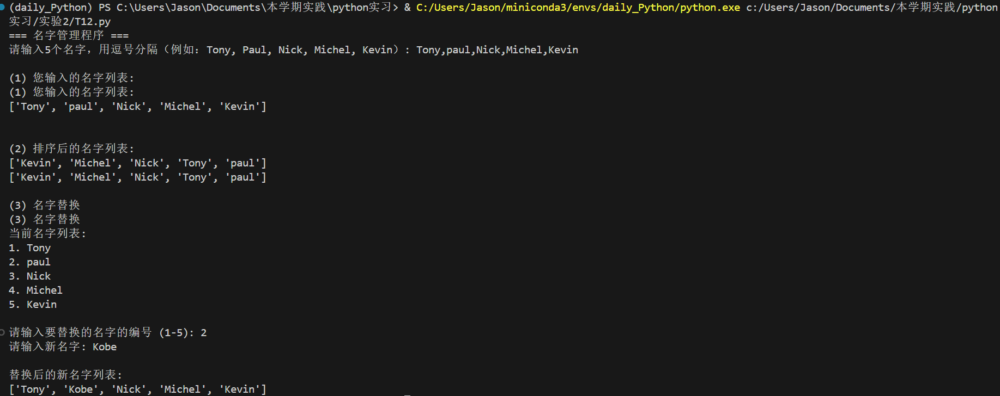 (daily_Python) PS C:\Users\Jason\Documents\本学期实践\python实习> & C:/Users/Jason/miniconda3/envs/daily_Python/python.exe c:/Users/Jason/Documents/本学期实践/python
实习/实验2/T12.py
=== 名字管理程序 ===
请输入5个名字，用逗号分隔（例如：Tony, Paul, Nick, Michel, Kevin）: Tony,paul,Nick,Michel,Kevin
(1) 您输入的名字列表:
(1) 您输入的名字列表:
['Tony', 'paul', 'Nick', 'Michel', 'Kevin']
(2) 排序后的名字列表:
['Kevin', 'Michel', 'Nick', 'Tony', 'paul']
['Kevin', 'Michel', 'Nick', 'Tony', 'paul']
(3) 名字替换
(3) 名字替换
当前名字列表:
1. Tony
2. paul
3. Nick
4. Michel
5. Kevin
请输入要替换的名字的编号 (1-5): 2
请输入新名字: Kobe
替换后的新名字列表:
['Tony', 'Kobe', 'Nick', 'Michel', 'Kevin']